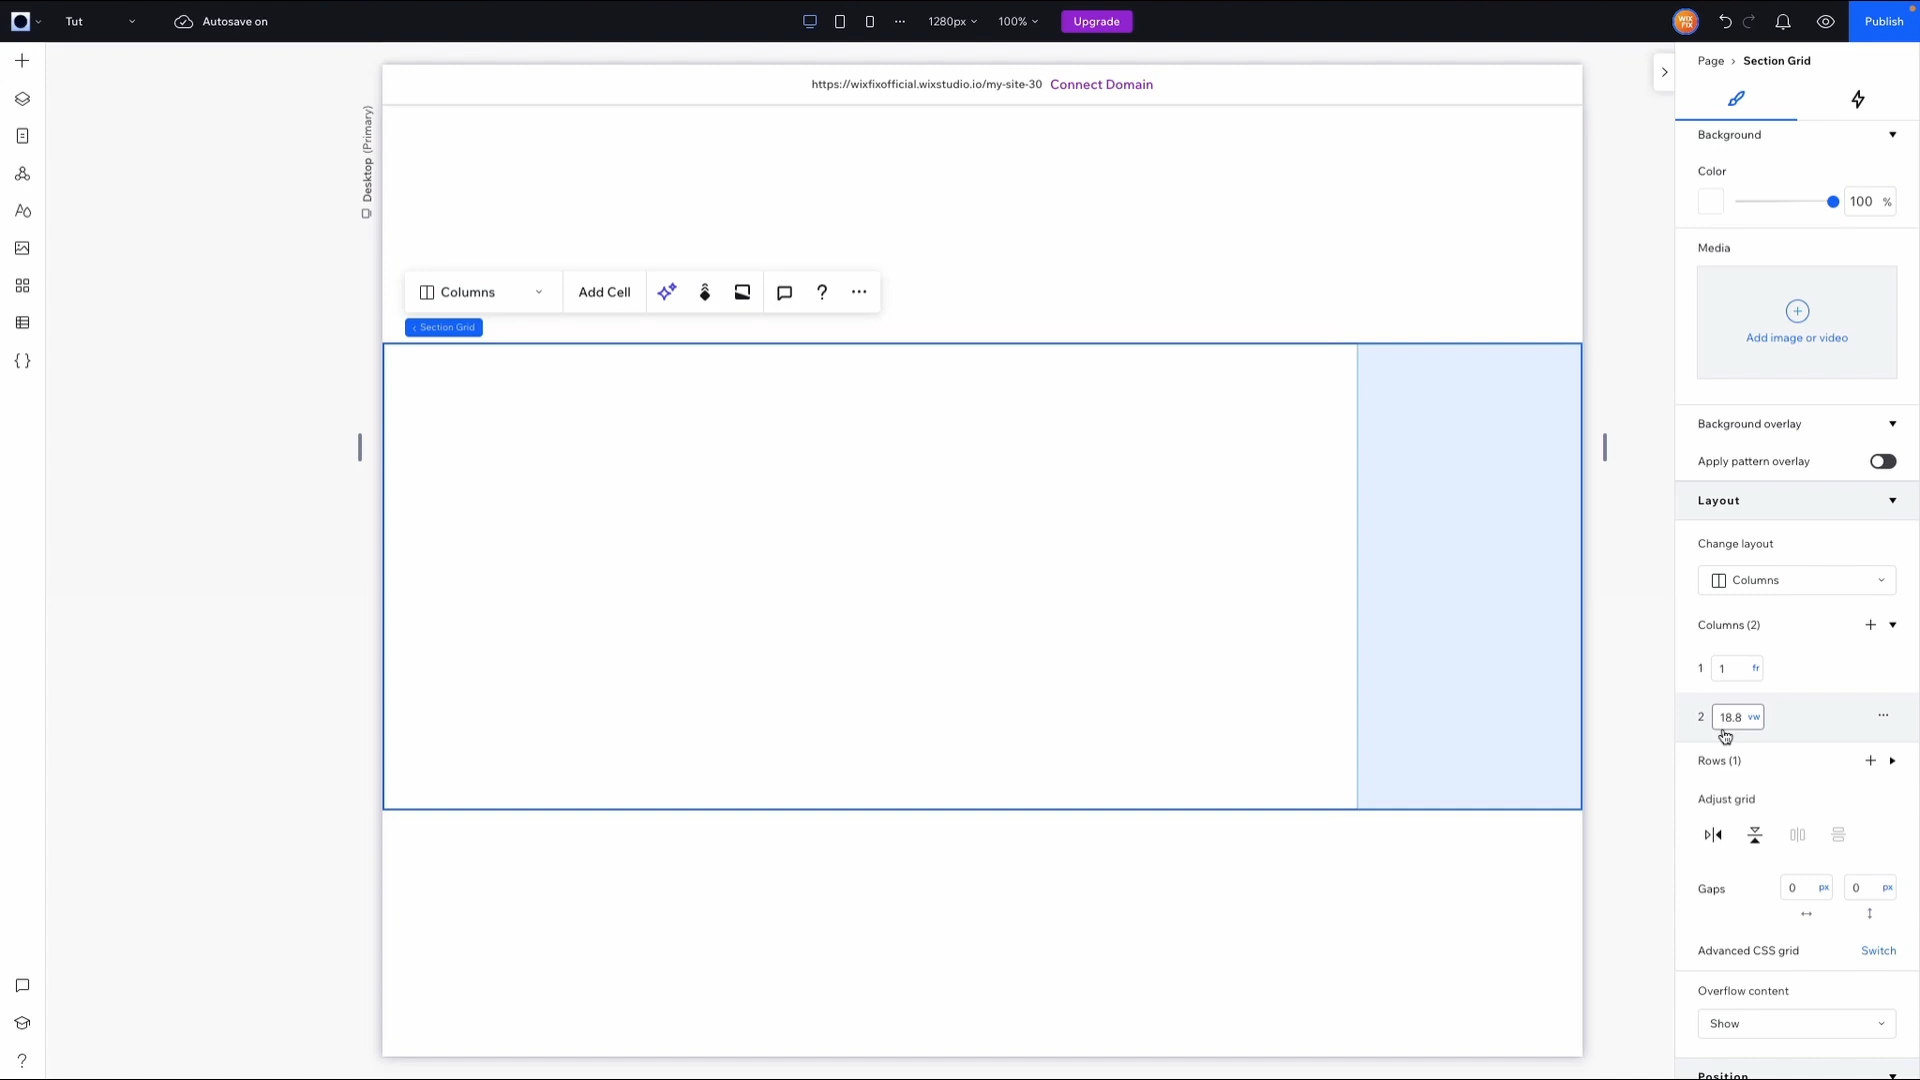 Tut
Autosave on
1280px
100%
Upgrade
WIX
FIX
Publish
Page › Section Grid
https://wixfixofficial.wixstudio.io/my-site-30 Connect Domain
Desktop (Primary)
Background
Color
100 %
Media
Add image or video
Columns
Add Cell
?
‹ Section Grid
Background overlay
Apply pattern overlay
Layout
Change layout
Columns
Columns (2)
1 1 fr
2 18.8 vw
Rows (1)
Adjust grid
Gaps 0 px 0 px
Advanced CSS grid Switch
Overflow content
Show
Position
?